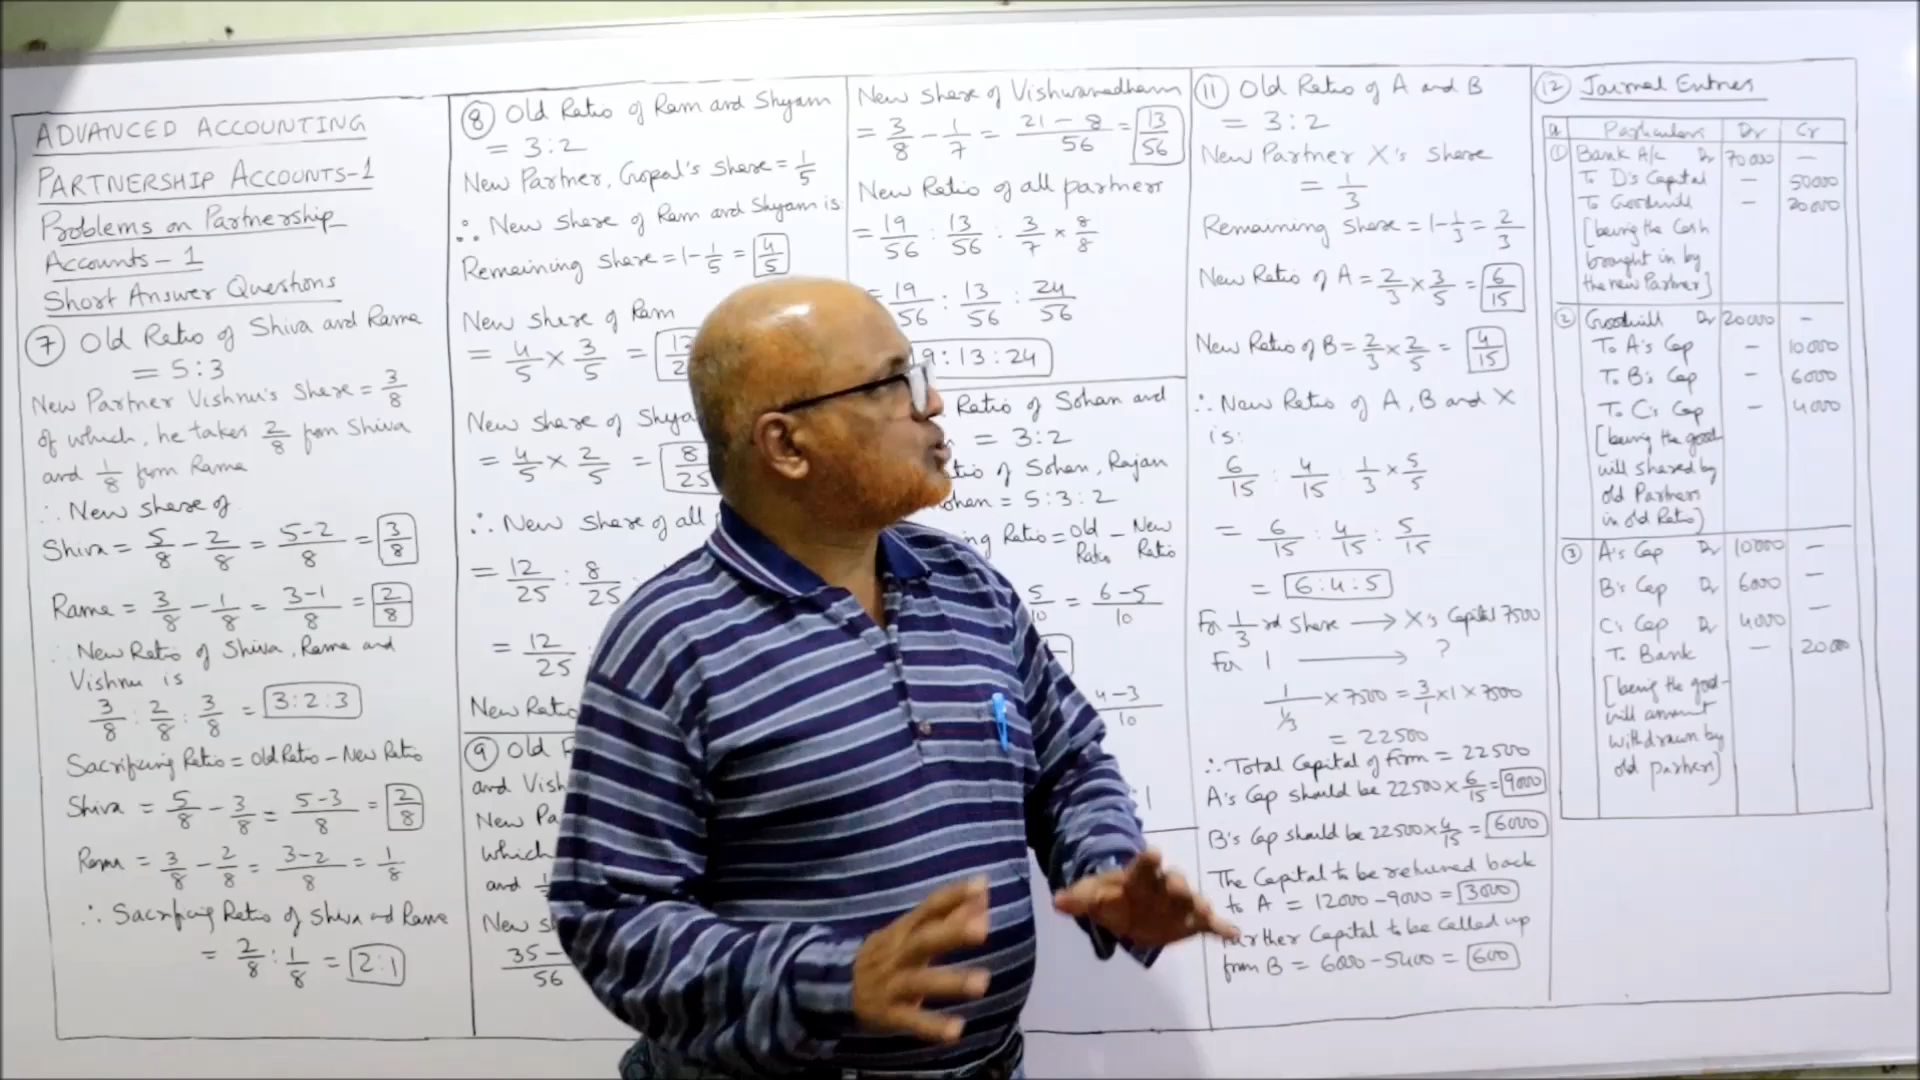 ADVANCED ACCOUNTING
PARTNERSHIP ACCOUNTS-1
Problems on Partnership
Accounts - 1
Short Answer Questions
7 Old Ratio of Shiva and Rama
= 5:3
New Partner Vishnu's Share = 3/8
of which, he takes 2/8 from Shiva
and 1/8 from Rama
∴ New share of
Shiva = 5/8 - 2/8 = 5-2/8 = 3/8
Rama = 3/8 - 1/8 = 3-1/8 = 2/8
∴ New Ratio of Shiva, Rama and
Vishnu is
3/8 : 2/8 : 3/8 = 3:2:3
Sacrificing Ratio = Old Ratio - New Ratio
Shiva = 5/8 - 3/8 = 5-3/8 = 2/8
Rama = 3/8 - 2/8 = 3-2/8 = 1/8
∴ Sacrificing Ratio of Shiva and Rama
= 2/8 : 1/8 = 2:1
8 Old Ratio of Ram and Shyam
= 3:2
New Partner, Gopal's Share = 1/5
∴ New Share of Ram and Shyam is:
Remaining Share = 1-1/5 = 4/5
New share of Ram
= 4/5 × 3/5 =
New share of
= 4/5 × 2/5 = 8/25
∴ New Share of all
= 12/25 : 8/25 :
= 12/25
New Ratio
9 Old
and
New
which
and
New
35-
56
New Share of Vishwanadham
= 3/8 - 1/7 = 21-8/56 = 13/56
New Ratio of all partners
= 19/56 : 13/56 : 3/7 × 8/8
= 19/56 : 13/56 : 24/56
9:13:24
Ratio of Sohan and
= 3:2
of Sohan, Rajan
= 5:3:2
Ratio = Old Ratio - New Ratio
5/10 = 6-5/10
4-3/10
11 Old Ratio of A and B
= 3:2
New Partner X's share
= 1/3
Remaining Share = 1-1/3 = 2/3
New Ratio of A = 2/3 × 3/5 = 6/15
New Ratio of B = 2/3 × 2/5 = 4/15
∴ New Ratio of A, B and X
is:
6/15 : 4/15 : 1/3 × 5/5
= 6/15 : 4/15 : 5/15
= 6:4:5
For 1/3 rd Share → X's Capital 7500
For 1 → ?
1/1/3 × 7500 = 3/1 × 1 × 7500
= 22500
∴ Total Capital of firm = 22500
A's Cap should be 22500 × 6/15 = 9000
B's Cap should be 22500 × 4/15 = 6000
The Capital to be returned back
to A = 12000 - 9000 = 3000
Further Capital to be Called up
from B = 6000 - 5400 = 600
12 Journal Entries
a Particulars Dr Cr
1 Bank A/c Dr 70000 -
To D's Capital - 50000
To Goodwill - 20000
[being the Cash
brought in by
the new Partner]
2 Goodwill Dr 20000 -
To A's Cap - 10000
To B's Cap - 6000
To C's Cap - 4000
[being the good
will shared by
old Partners
in old Ratio]
3 A's Cap Dr 10000 -
B's Cap Dr 6000 -
C's Cap Dr 4000 -
To Bank - 20000
[being the good-
will amount
withdrawn by
old partners]